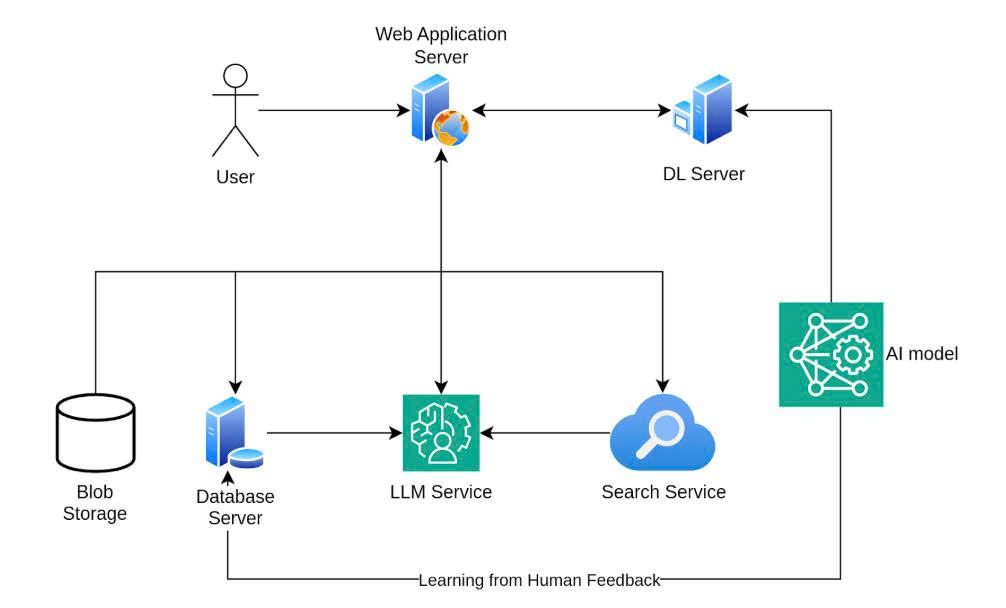 Web Application
Server
User
DL Server
AI model
Blob
Storage
Database
Server
LLM Service
Search Service
Learning from Human Feedback